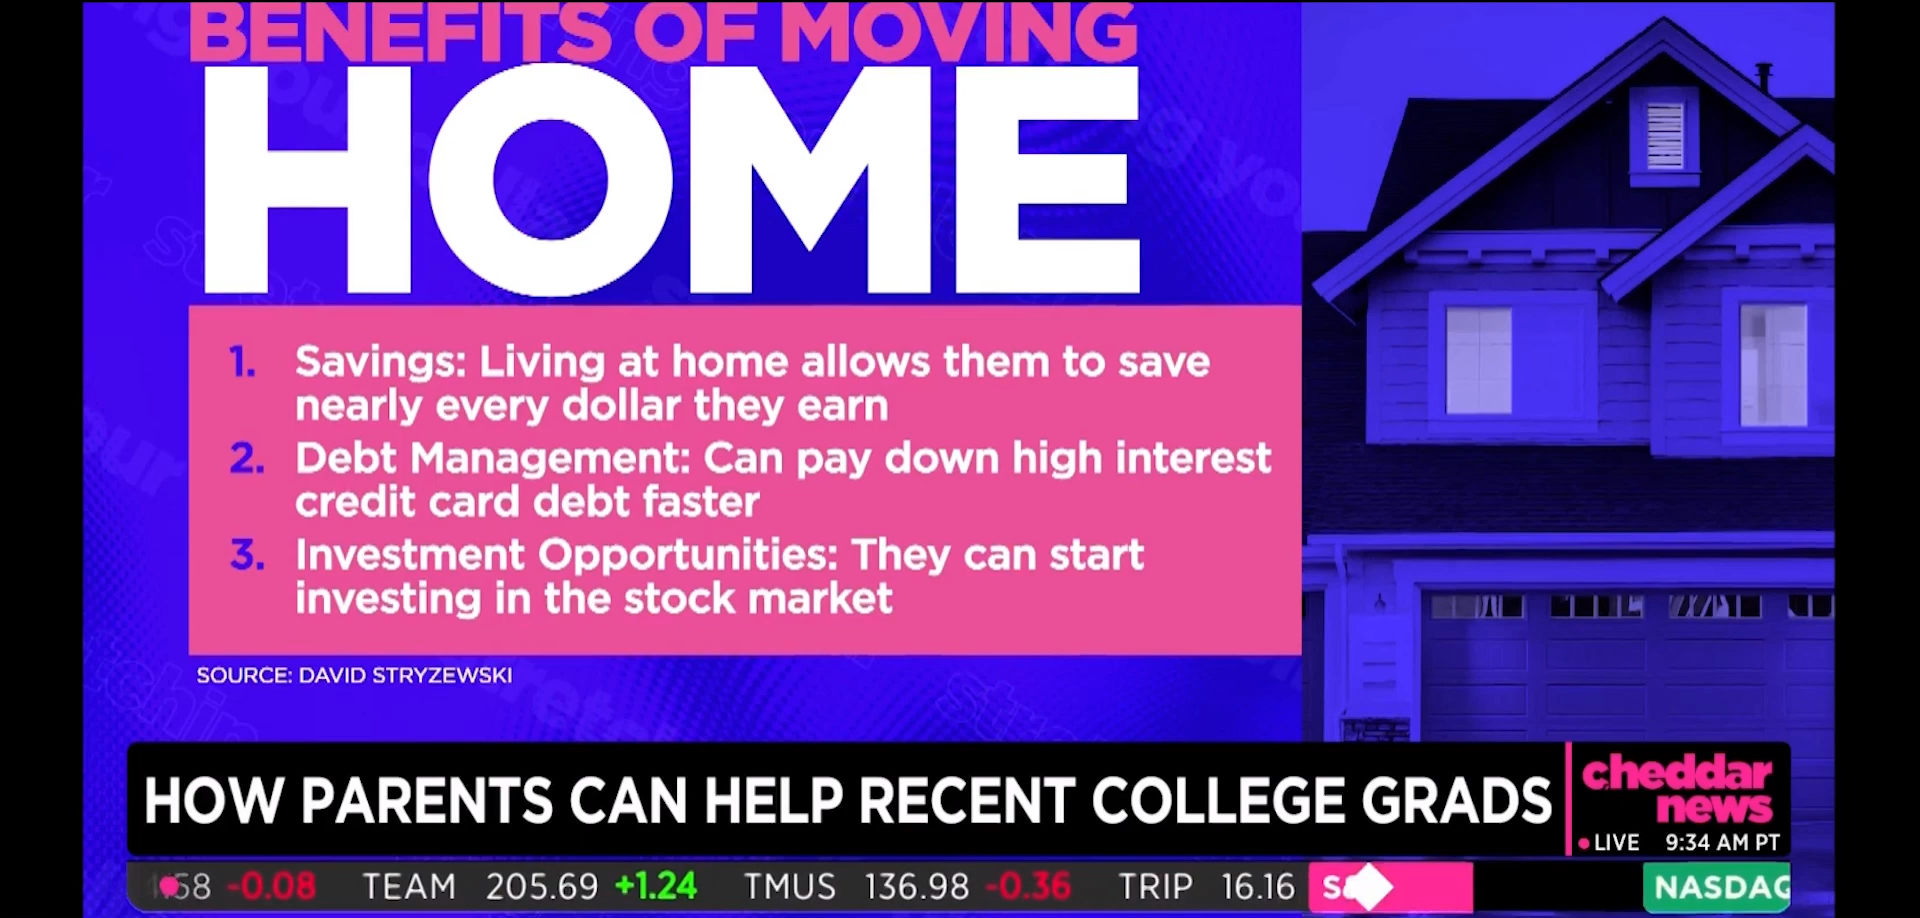 BENEFITS OF MOVING
HOME
1. Savings: Living at home allows them to save
nearly every dollar they earn
2. Debt Management: Can pay down high interest
credit card debt faster
3. Investment Opportunities: They can start
investing in the stock market
SOURCE: DAVID STRYZEWSKI
HOW PARENTS CAN HELP RECENT COLLEGE GRADS
cheddar
news
LIVE 9:34 AM PT
-0.08 TEAM 205.69 +1.24 TMUS 136.98 -0.36 TRIP 16.16 NASDAQ